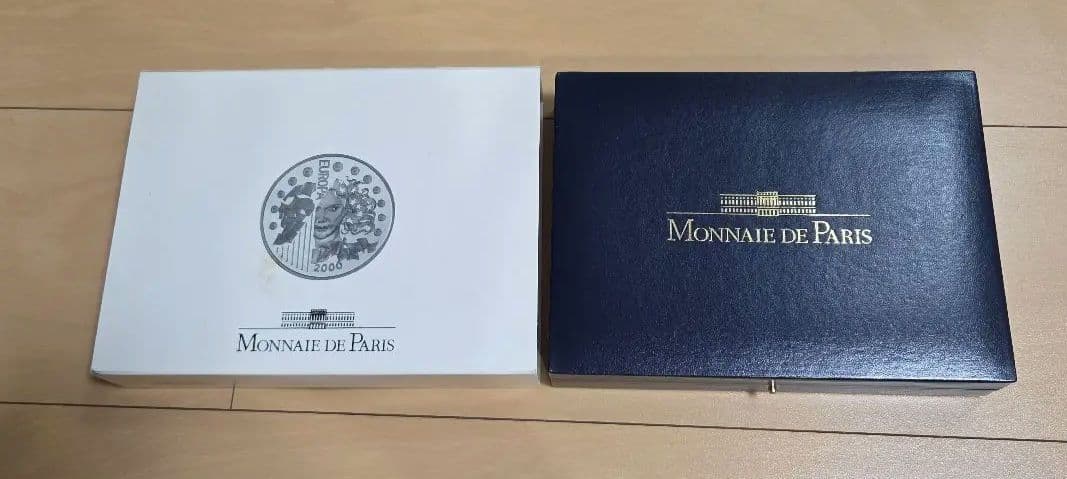 EUROPA
2000
MONNAIE DE PARIS
MONNAIE DE PARIS